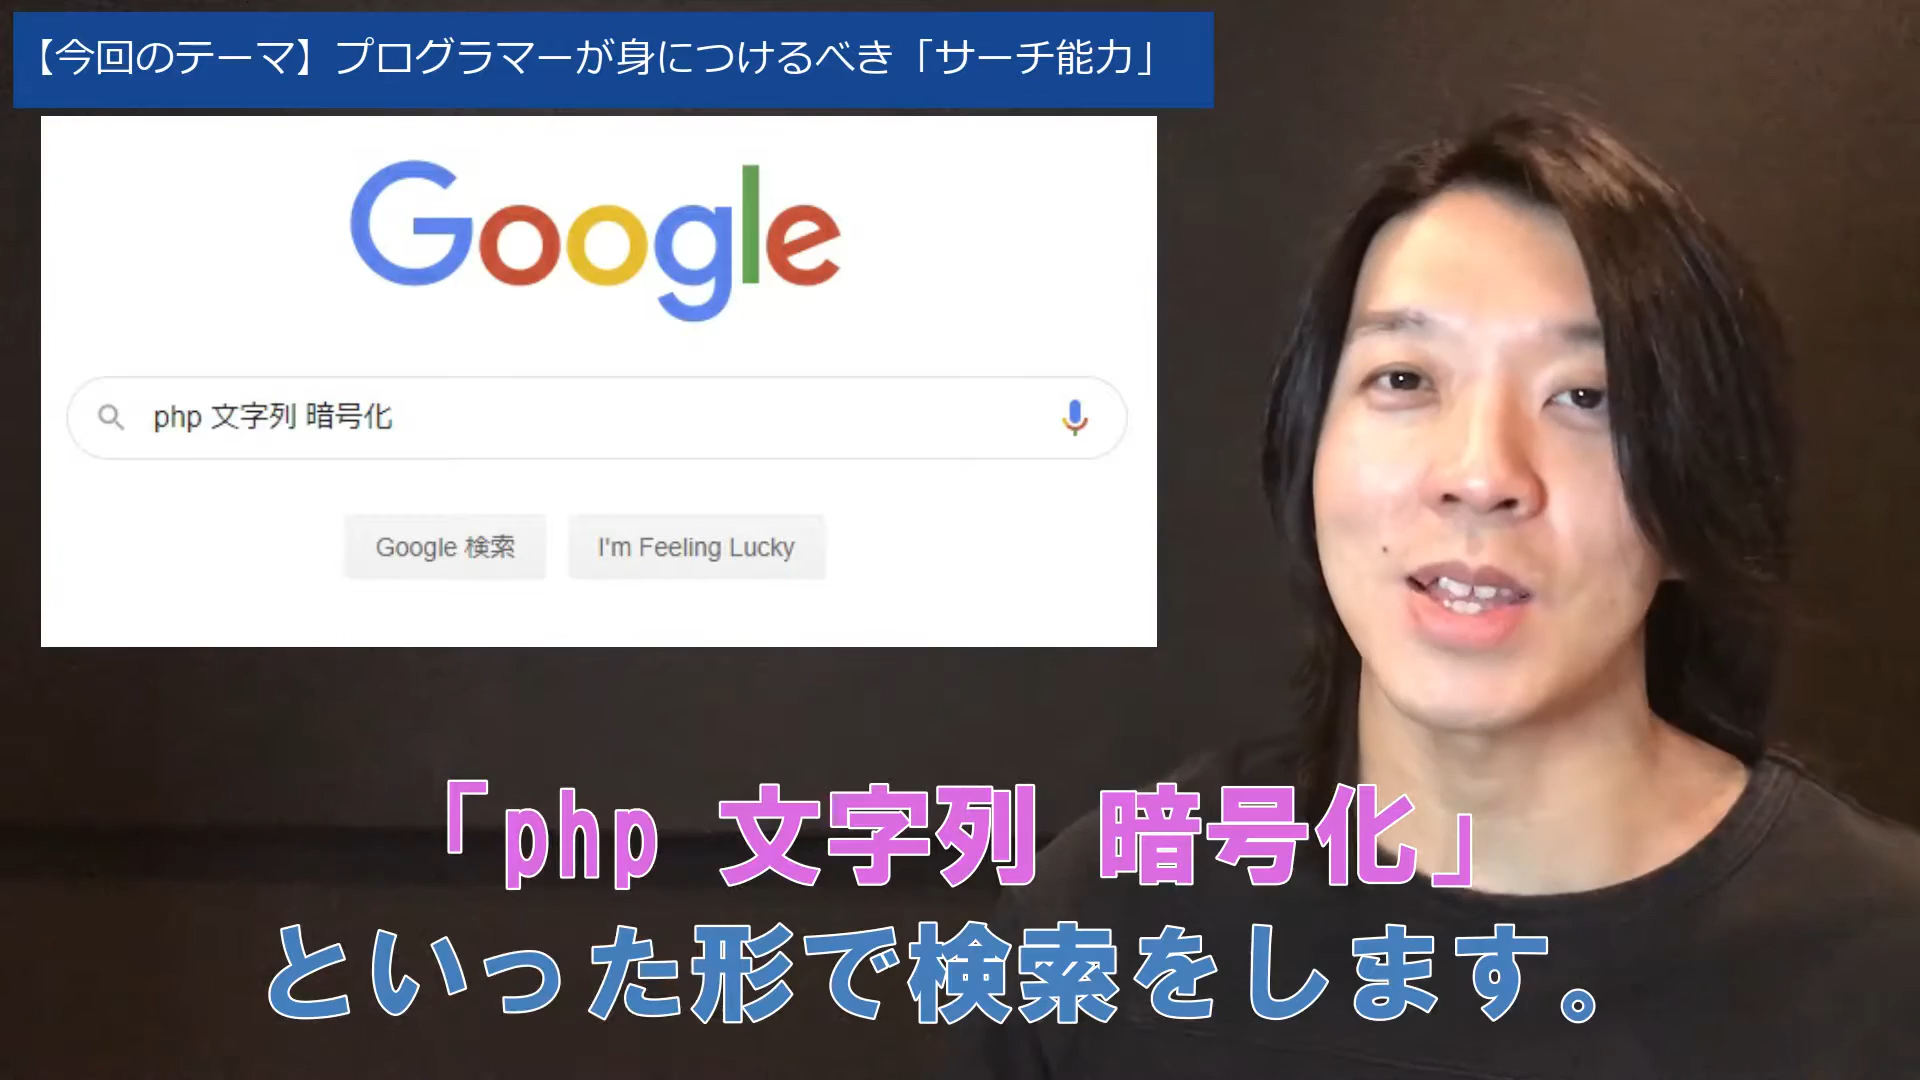 【今回のテーマ】プログラマーが身につけるべき「サーチ能力」
Google
php 文字列 暗号化
Google 検索
I'm Feeling Lucky
「php 文字列 暗号化」
といった形で検索をします。